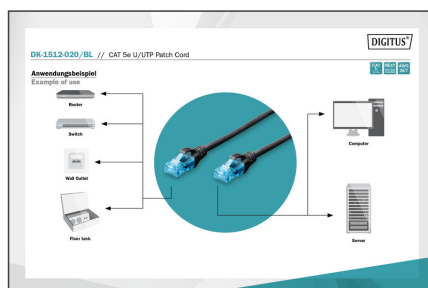 DIGITUS®
DK-1512-020/BL // CAT 5e U/UTP Patch Cord
Anwendungsbeispiel
Example of use
Router
Switch
Wall Outlet
Floor tank
Computer
Server